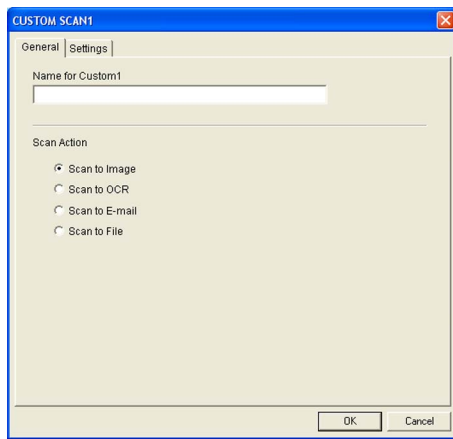 CUSTOM SCAN1
General Settings
Name for Custom1
Scan Action
Scan to Image
Scan to OCR
Scan to E-mail
Scan to File
OK Cancel